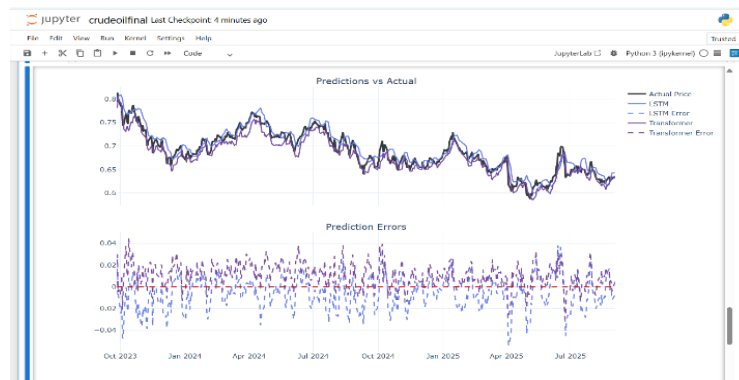 jupyter crudeoilfinal Last Checkpoint: 4 minutes ago
File Edit View Run Kernel Settings Help
Trusted
Code
JupyterLab
Python 3 (ipykernel)
Predictions vs Actual
0.8
0.75
0.7
0.65
0.6
Actual Price
LSTM
LSTM Error
Transformer
Transformer Error
Prediction Errors
0.04
0.02
0
−0.02
−0.04
Oct 2023 Jan 2024 Apr 2024 Jul 2024 Oct 2024 Jan 2025 Apr 2025 Jul 2025